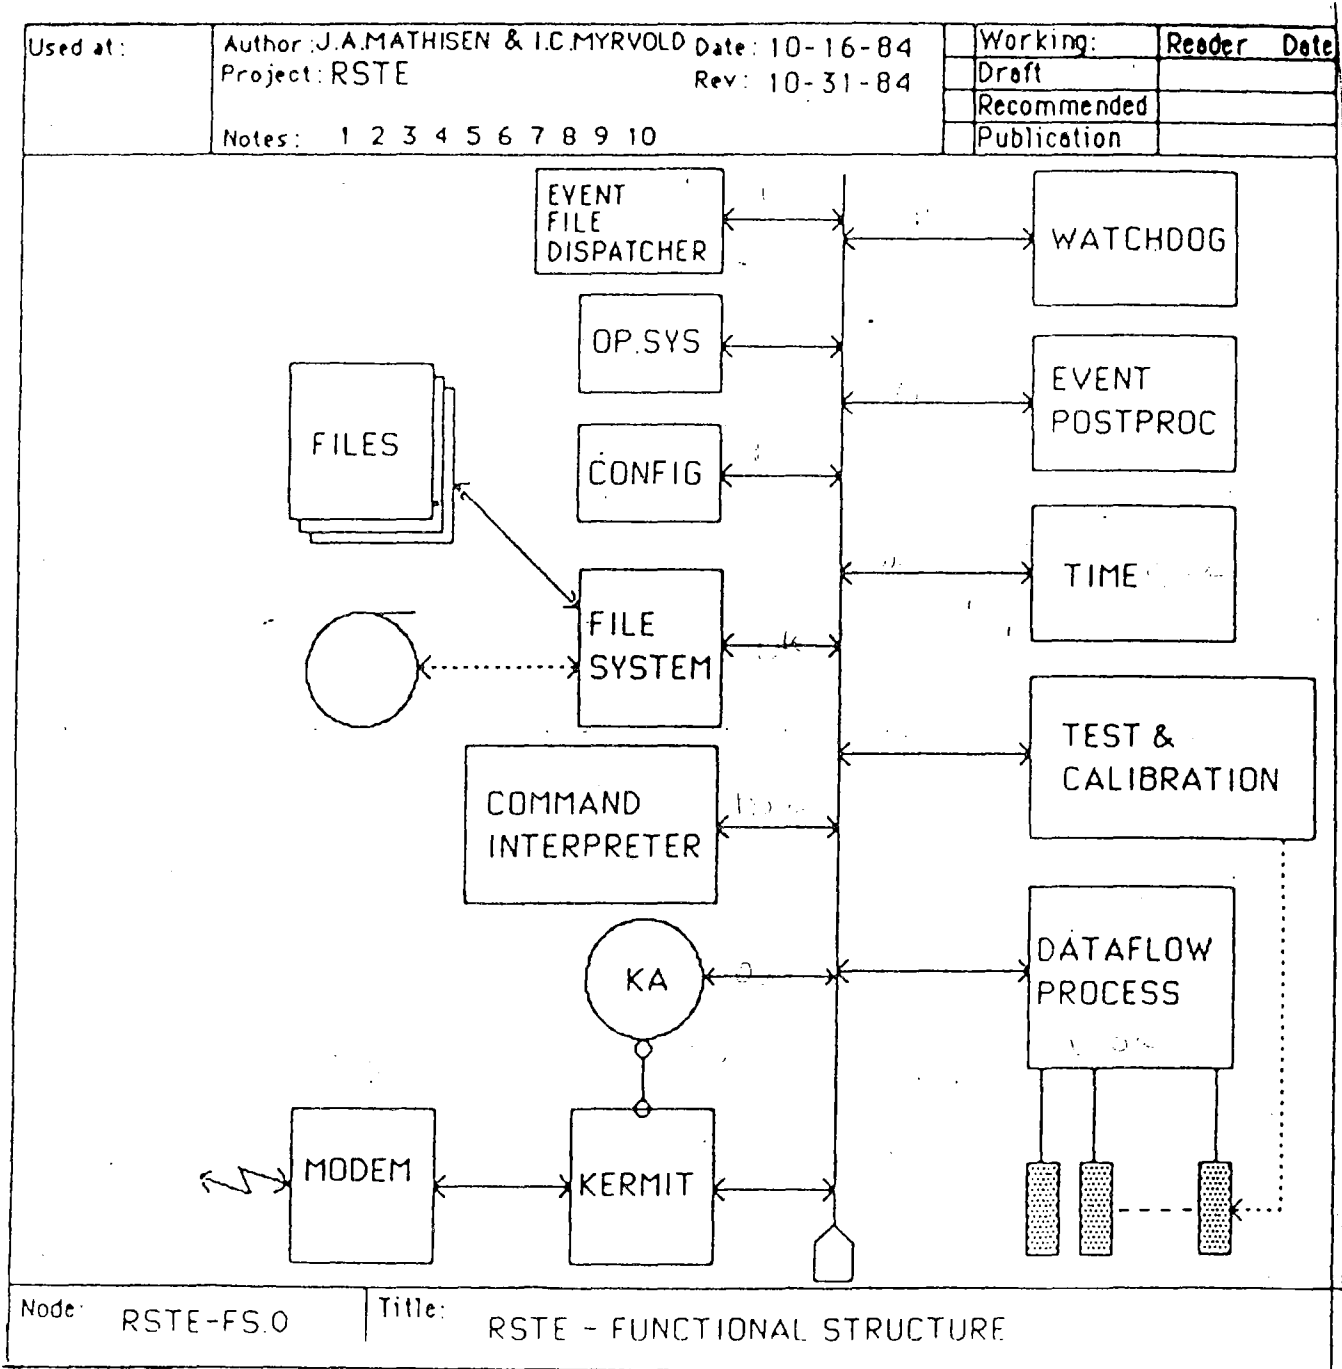 Used at:
Author: J.A.MATHISEN & I.C.MYRVOLD
Date: 10-16-84
Project: RSTE
Rev: 10-31-84
Notes: 1 2 3 4 5 6 7 8 9 10
Working:
Reader Date
Draft
Recommended
Publication
EVENT
FILE
DISPATCHER
WATCHDOG
OP.SYS
EVENT
POSTPROC
FILES
CONFIG
TIME
FILE
SYSTEM
TEST &
CALIBRATION
COMMAND
INTERPRETER
KA
DATAFLOW
PROCESS
MODEM
KERMIT
Node: RSTE-FS.0
Title: RSTE - FUNCTIONAL STRUCTURE